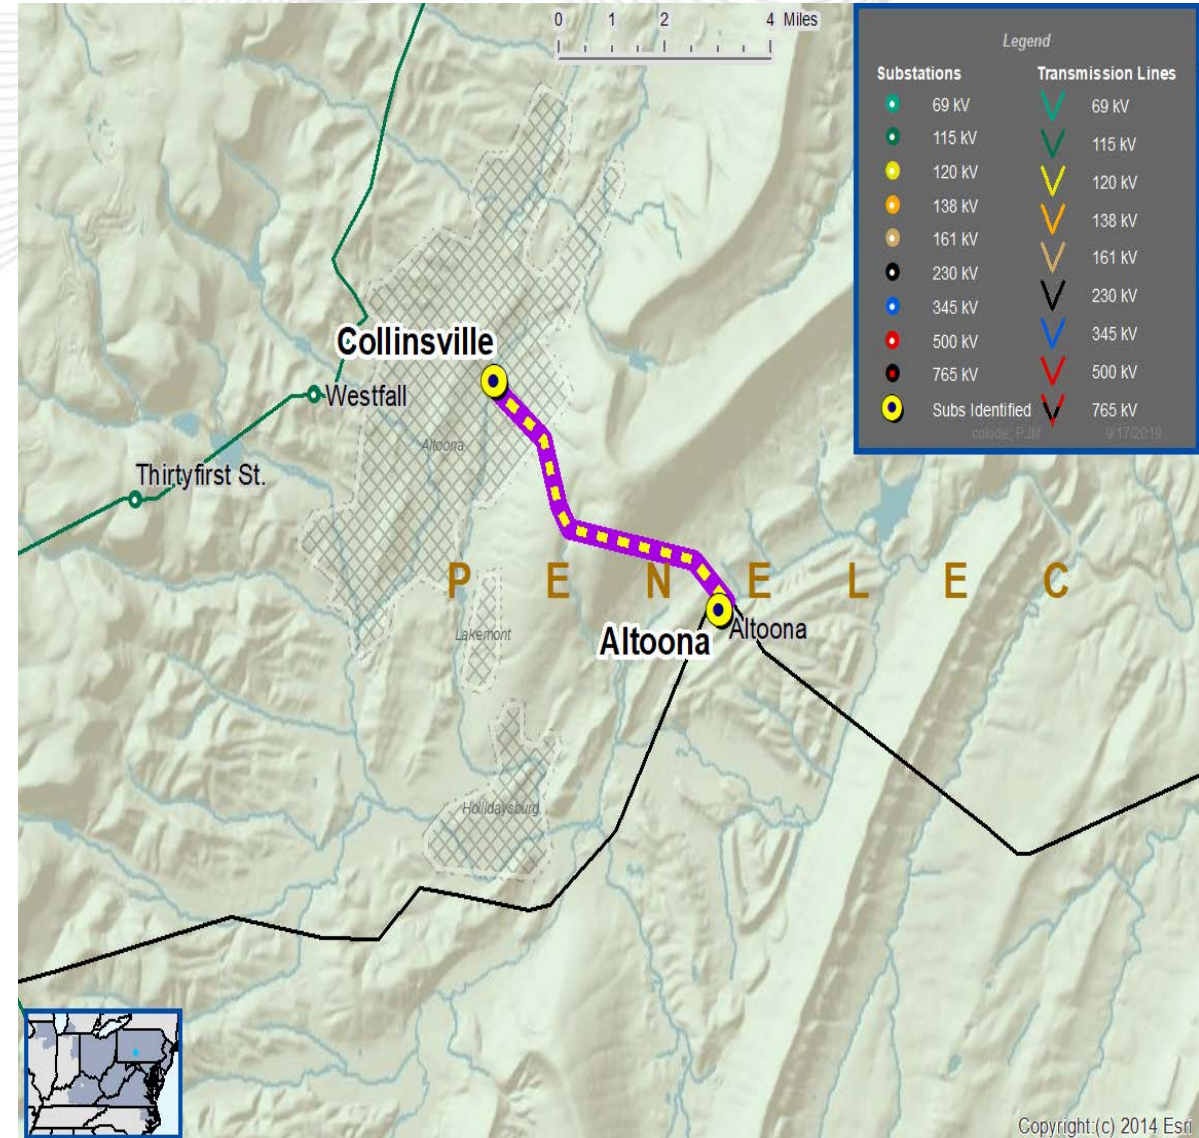 0 1 2 4 Miles
Legend
Substations Transmission Lines
69 kV 69 kV
115 kV 115 kV
120 kV 120 kV
138 kV 138 kV
161 kV 161 kV
230 kV 230 kV
345 kV 345 kV
500 kV 500 kV
765 kV 765 kV
Subs Identified
colode, PJM 9/17/2019
Collinsville
Westfall
Altoona
Thirtyfirst St.
P E N E L E C
Lakemont
Altoona
Altoona
Hollidaysburg
Copyright:(c) 2014 Esri